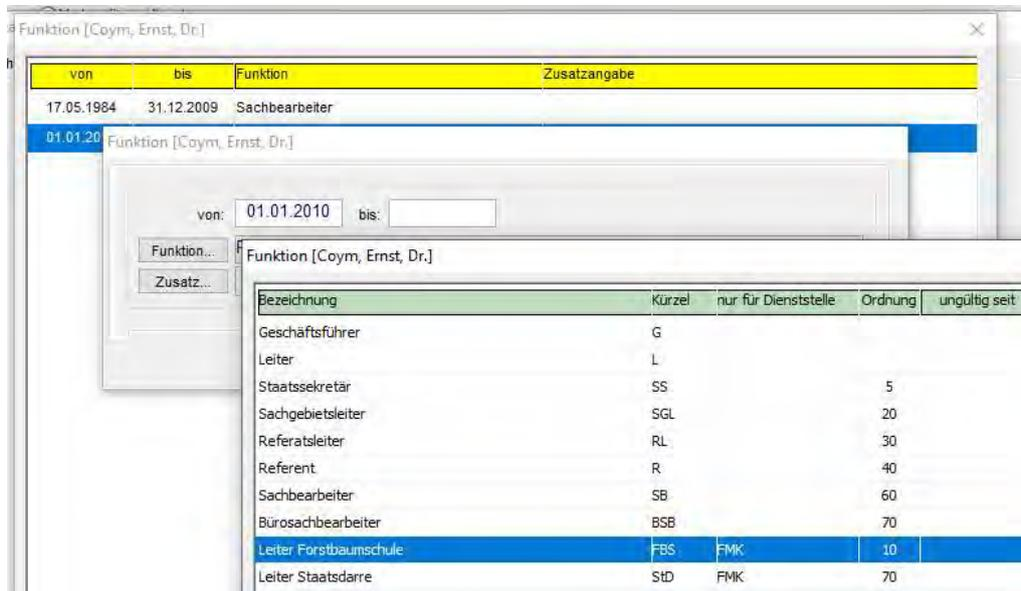 Funktion [Coym, Ernst, Dr.]
von bis Funktion Zusatzangabe
17.05.1984 31.12.2009 Sachbearbeiter
01.01.20
Funktion [Coym, Ernst, Dr.]
von: 01.01.2010 bis:
Funktion...
Zusatz...
Funktion [Coym, Ernst, Dr.]
Bezeichnung Kürzel nur für Dienststelle Ordnung ungültig seit
Geschäftsführer G
Leiter L
Staatssekretär SS 5
Sachgebietsleiter SGL 20
Referatsleiter RL 30
Referent R 40
Sachbearbeiter SB 60
Bürosachbearbeiter BSB 70
Leiter Forstbaumschule FBS FMK 10
Leiter Staatsdarre StD FMK 70